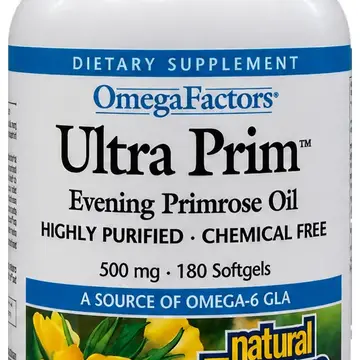 DIETARY SUPPLEMENT
OmegaFactors®
Ultra Prim™
Evening Primrose Oil
HIGHLY PURIFIED · CHEMICAL FREE
500 mg · 180 Softgels
A SOURCE OF OMEGA-6 GLA
natural